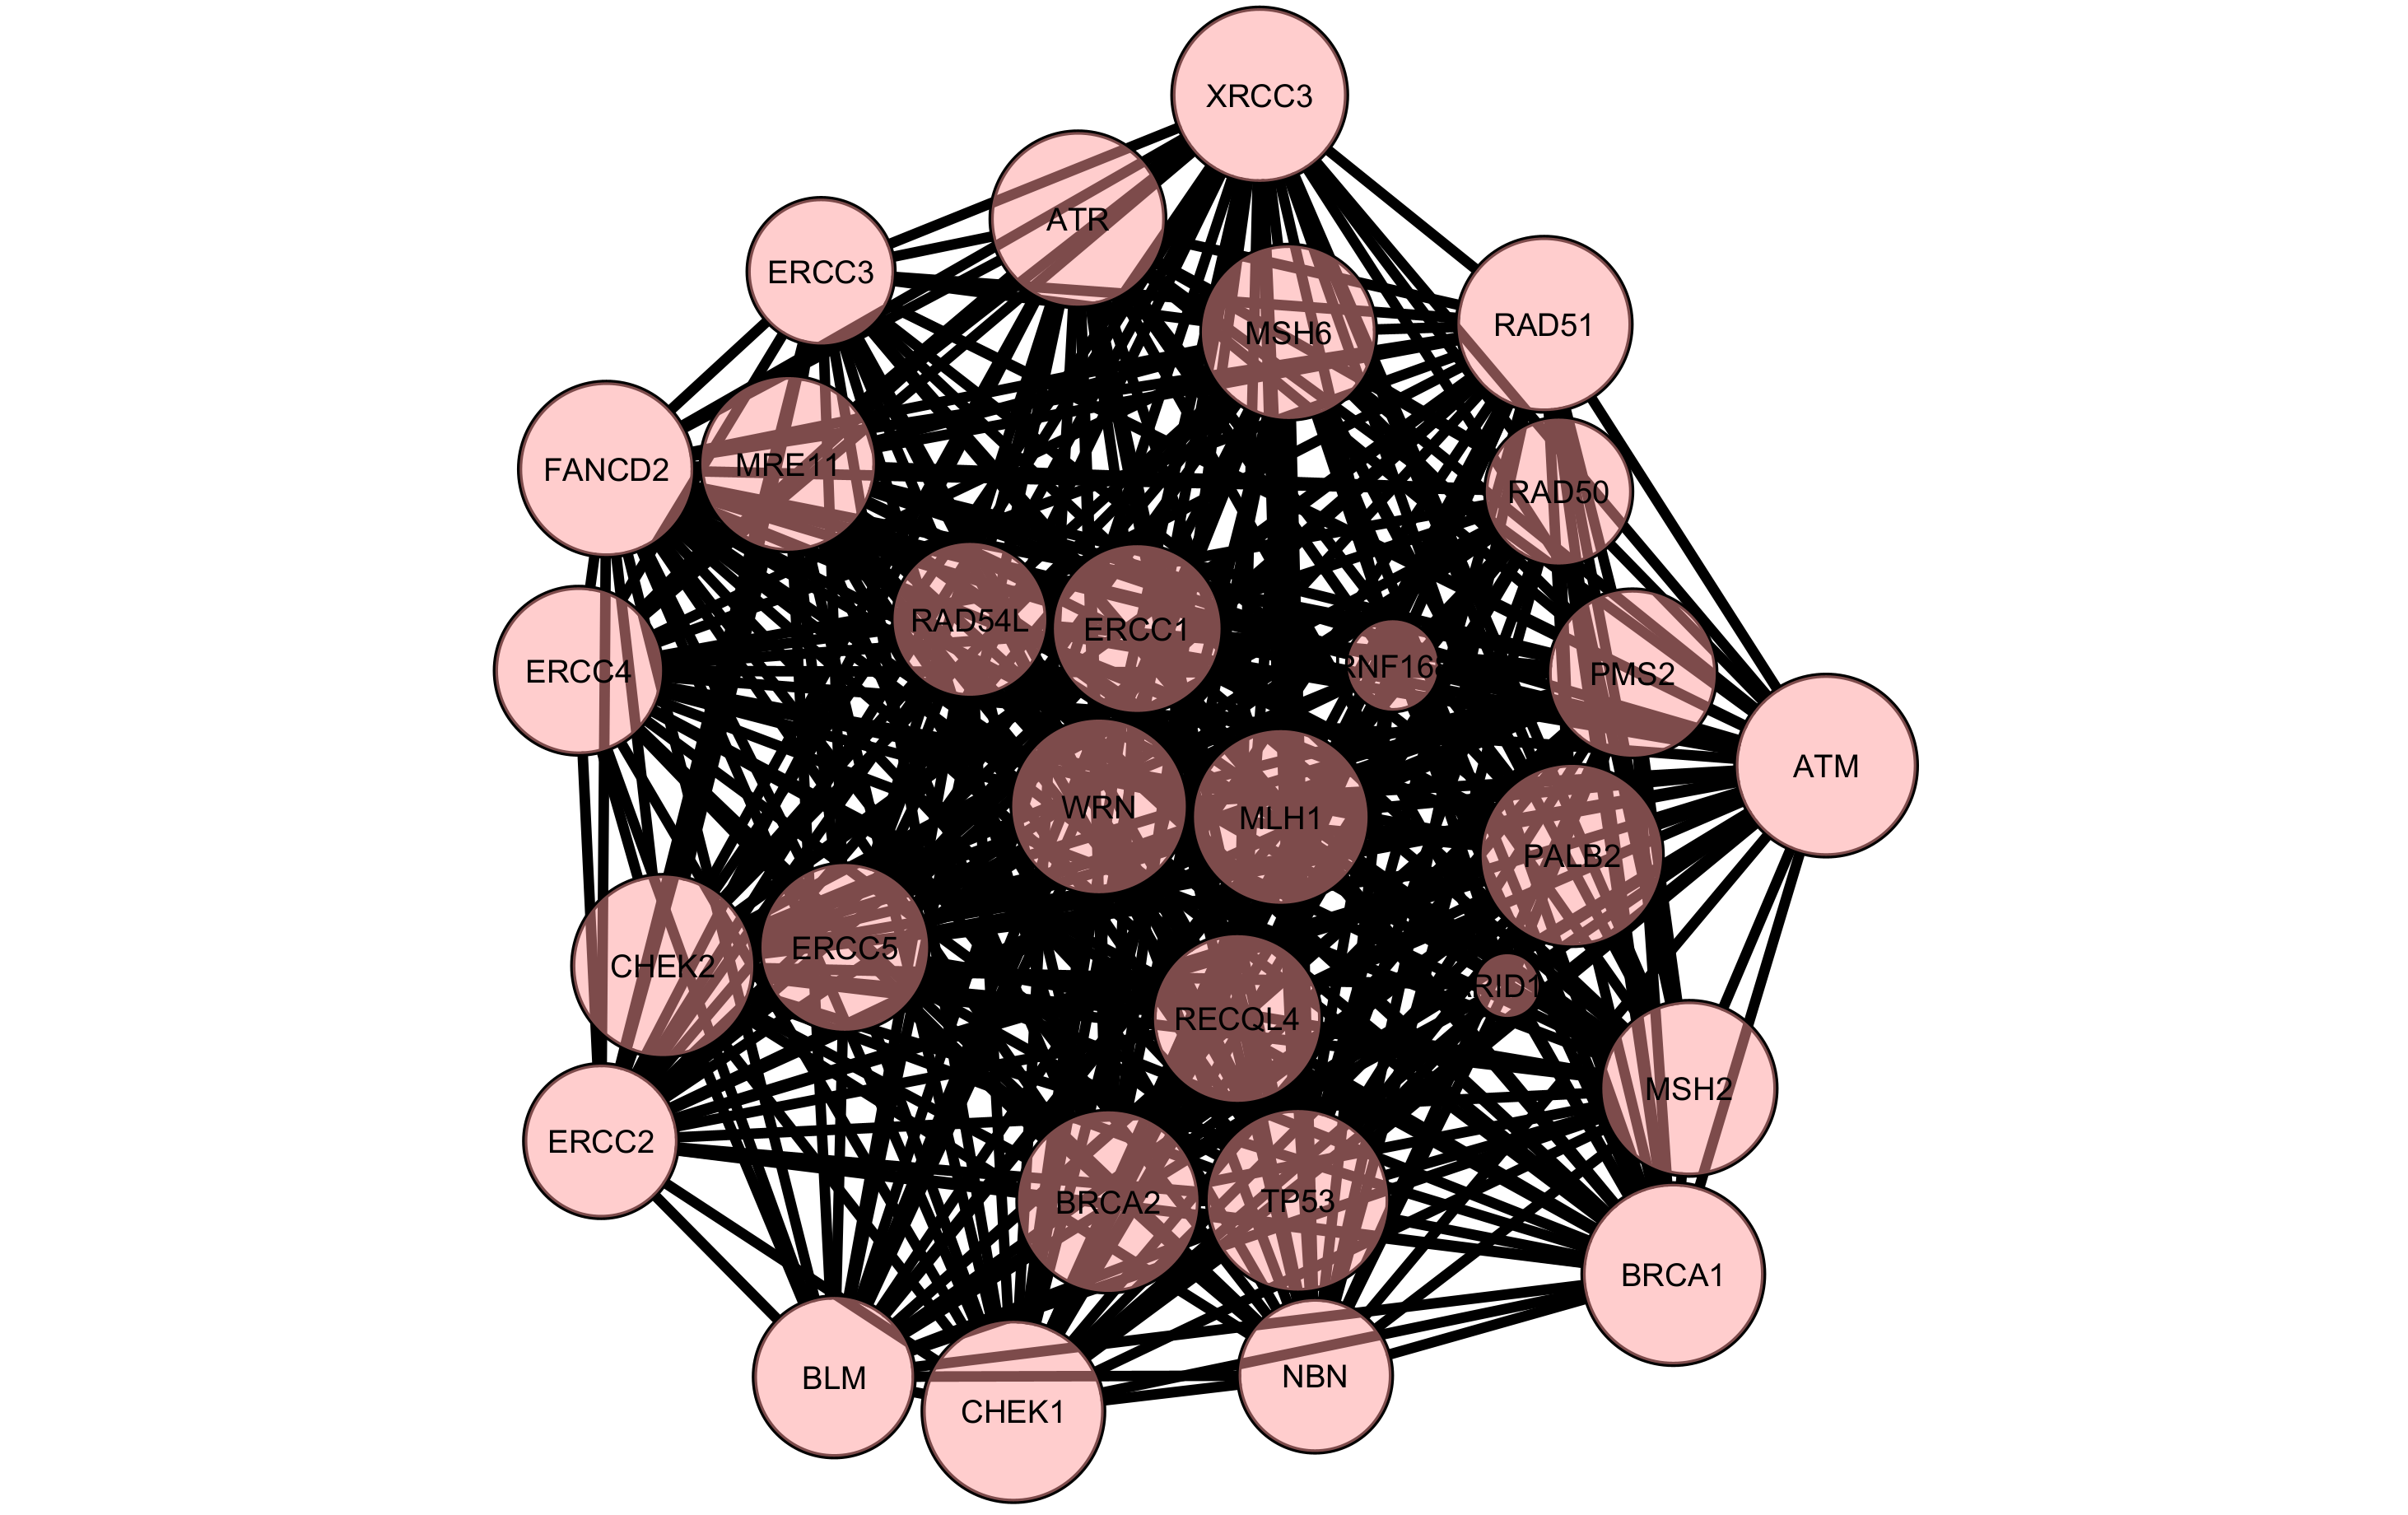 XRCC3
ATR
ERCC3
RAD51
MSH6
MRE11
FANCD2
RAD50
RAD54L
ERCC1
RNF168
ERCC4
PMS2
ATM
WRN
MLH1
PALB2
ERCC5
CHEK2
RID1
RECQL4
MSH2
ERCC2
BRCA2
TP53
BRCA1
BLM
NBN
CHEK1